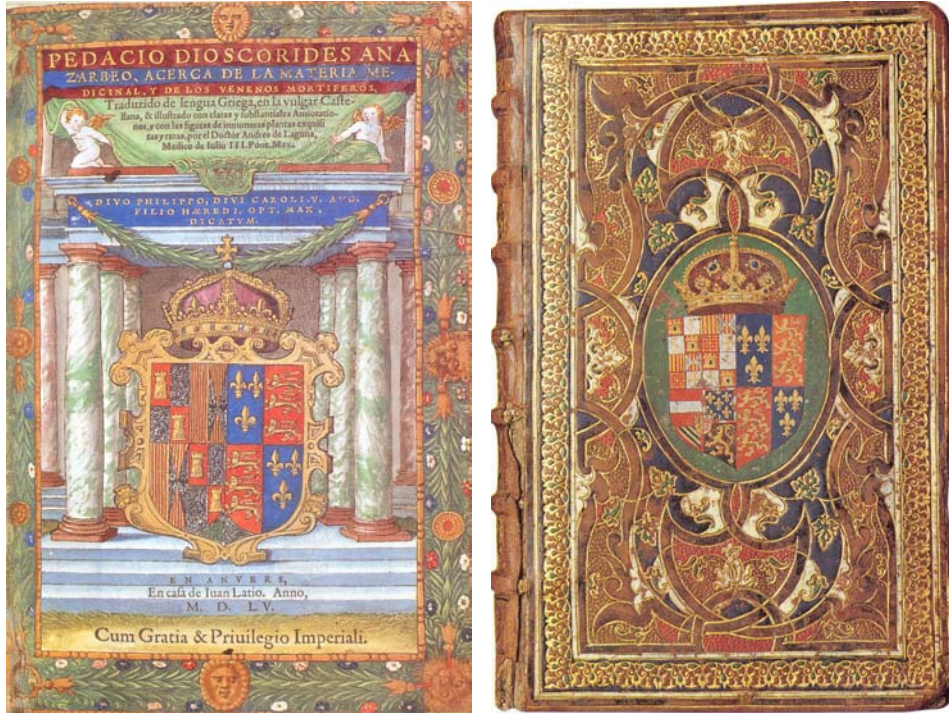 PEDACIO DIOSCORIDES ANA
ZARBEO, ACERCA DE LA MATERIA ME-
DICINAL, Y DE LOS VENENOS MORTIFEROS,
Traduzido de lengua Griega, en la vulgar Caste-
llana, & illustrado con claras y substantiales Annotatio-
nes, y con las figuras de innumeras plantas exquisi
tas y raras, por el Doctor Andres de Laguna,
Medico de Iulio III. Pont. Max.
DIVO PHILIPPO, DIVI CAROLI. V. AVG.
FILIO HÆREDI, OPT. MAX.
DICATVM.
EN ANVERS,
En casa de Iuan Latio. Anno,
M. D. LV.
Cum Gratia & Priuilegio Imperiali.